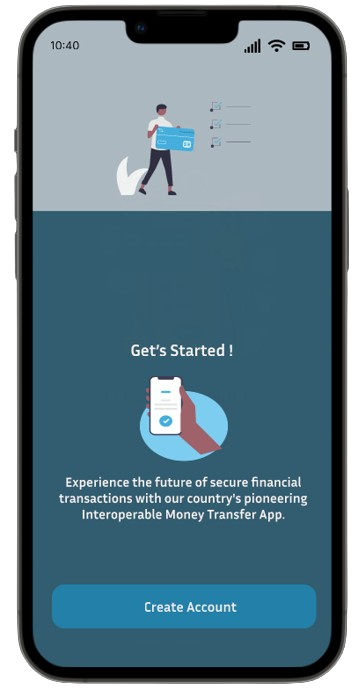 10:40
Get's Started !
Experience the future of secure financial
transactions with our country's pioneering
Interoperable Money Transfer App.
Create Account